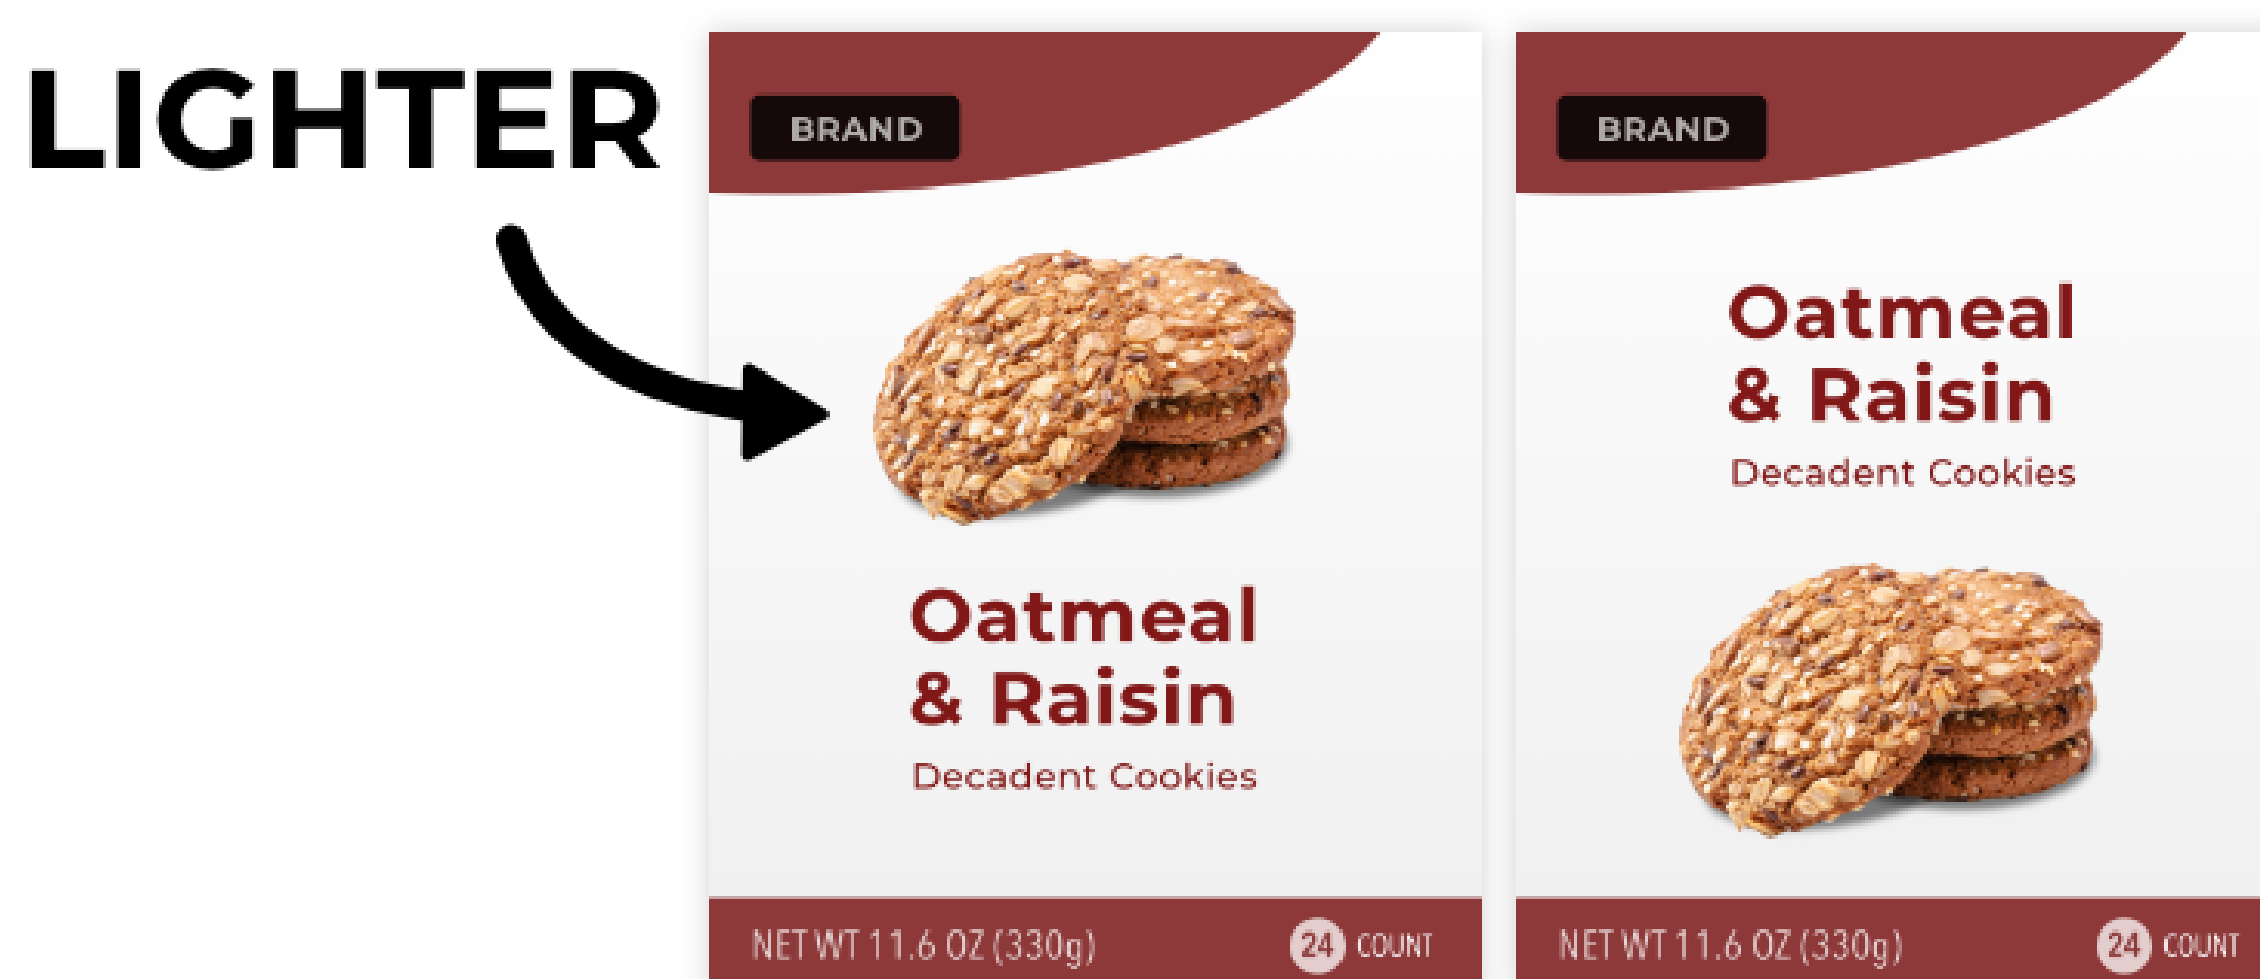 LIGHTER
BRAND
Oatmeal
& Raisin
Decadent Cookies
NET WT 11.6 OZ (330g)
24 COUNT
BRAND
Oatmeal
& Raisin
Decadent Cookies
NET WT 11.6 OZ (330g)
24 COUNT